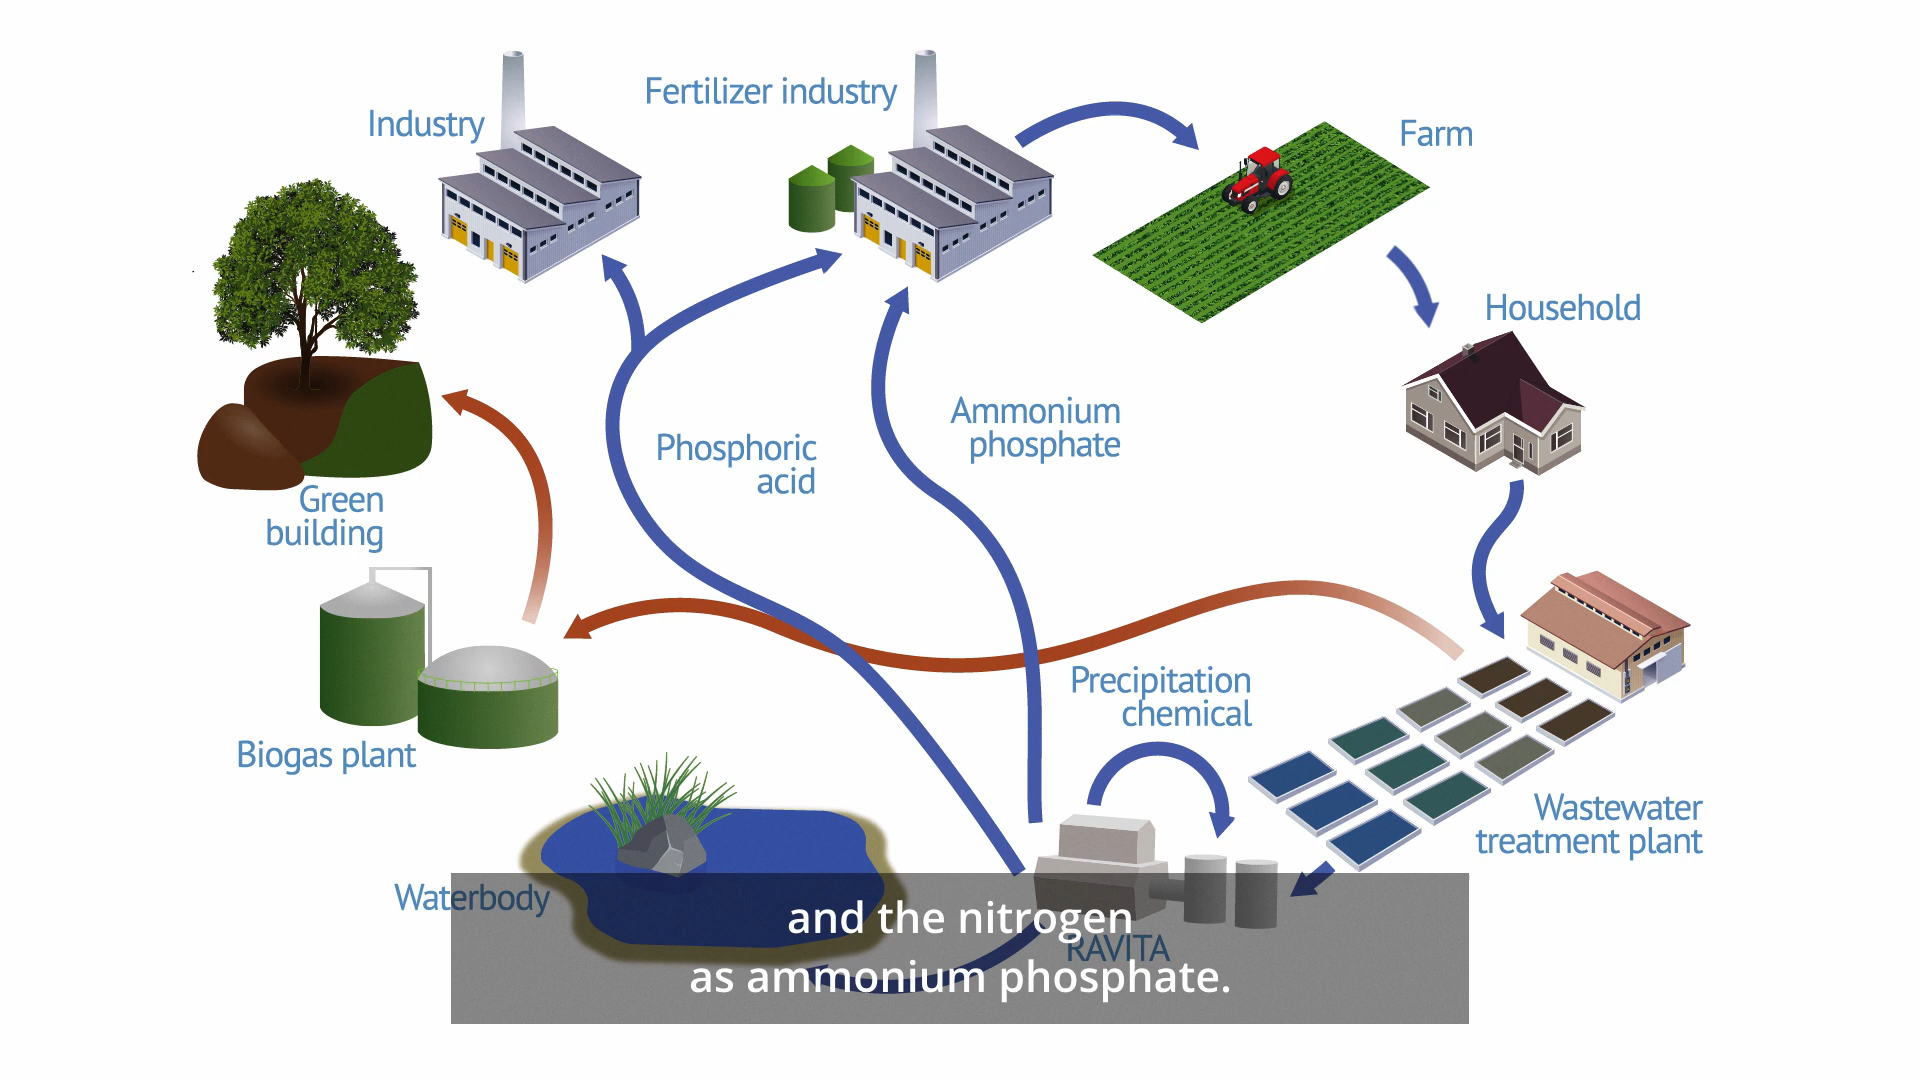 Fertilizer industry
Industry
Farm
Household
Ammonium
phosphate
Phosphoric
acid
Green
building
Precipitation
chemical
Biogas plant
Wastewater
treatment plant
Waterbody
RAVITA
and the nitrogen
as ammonium phosphate.